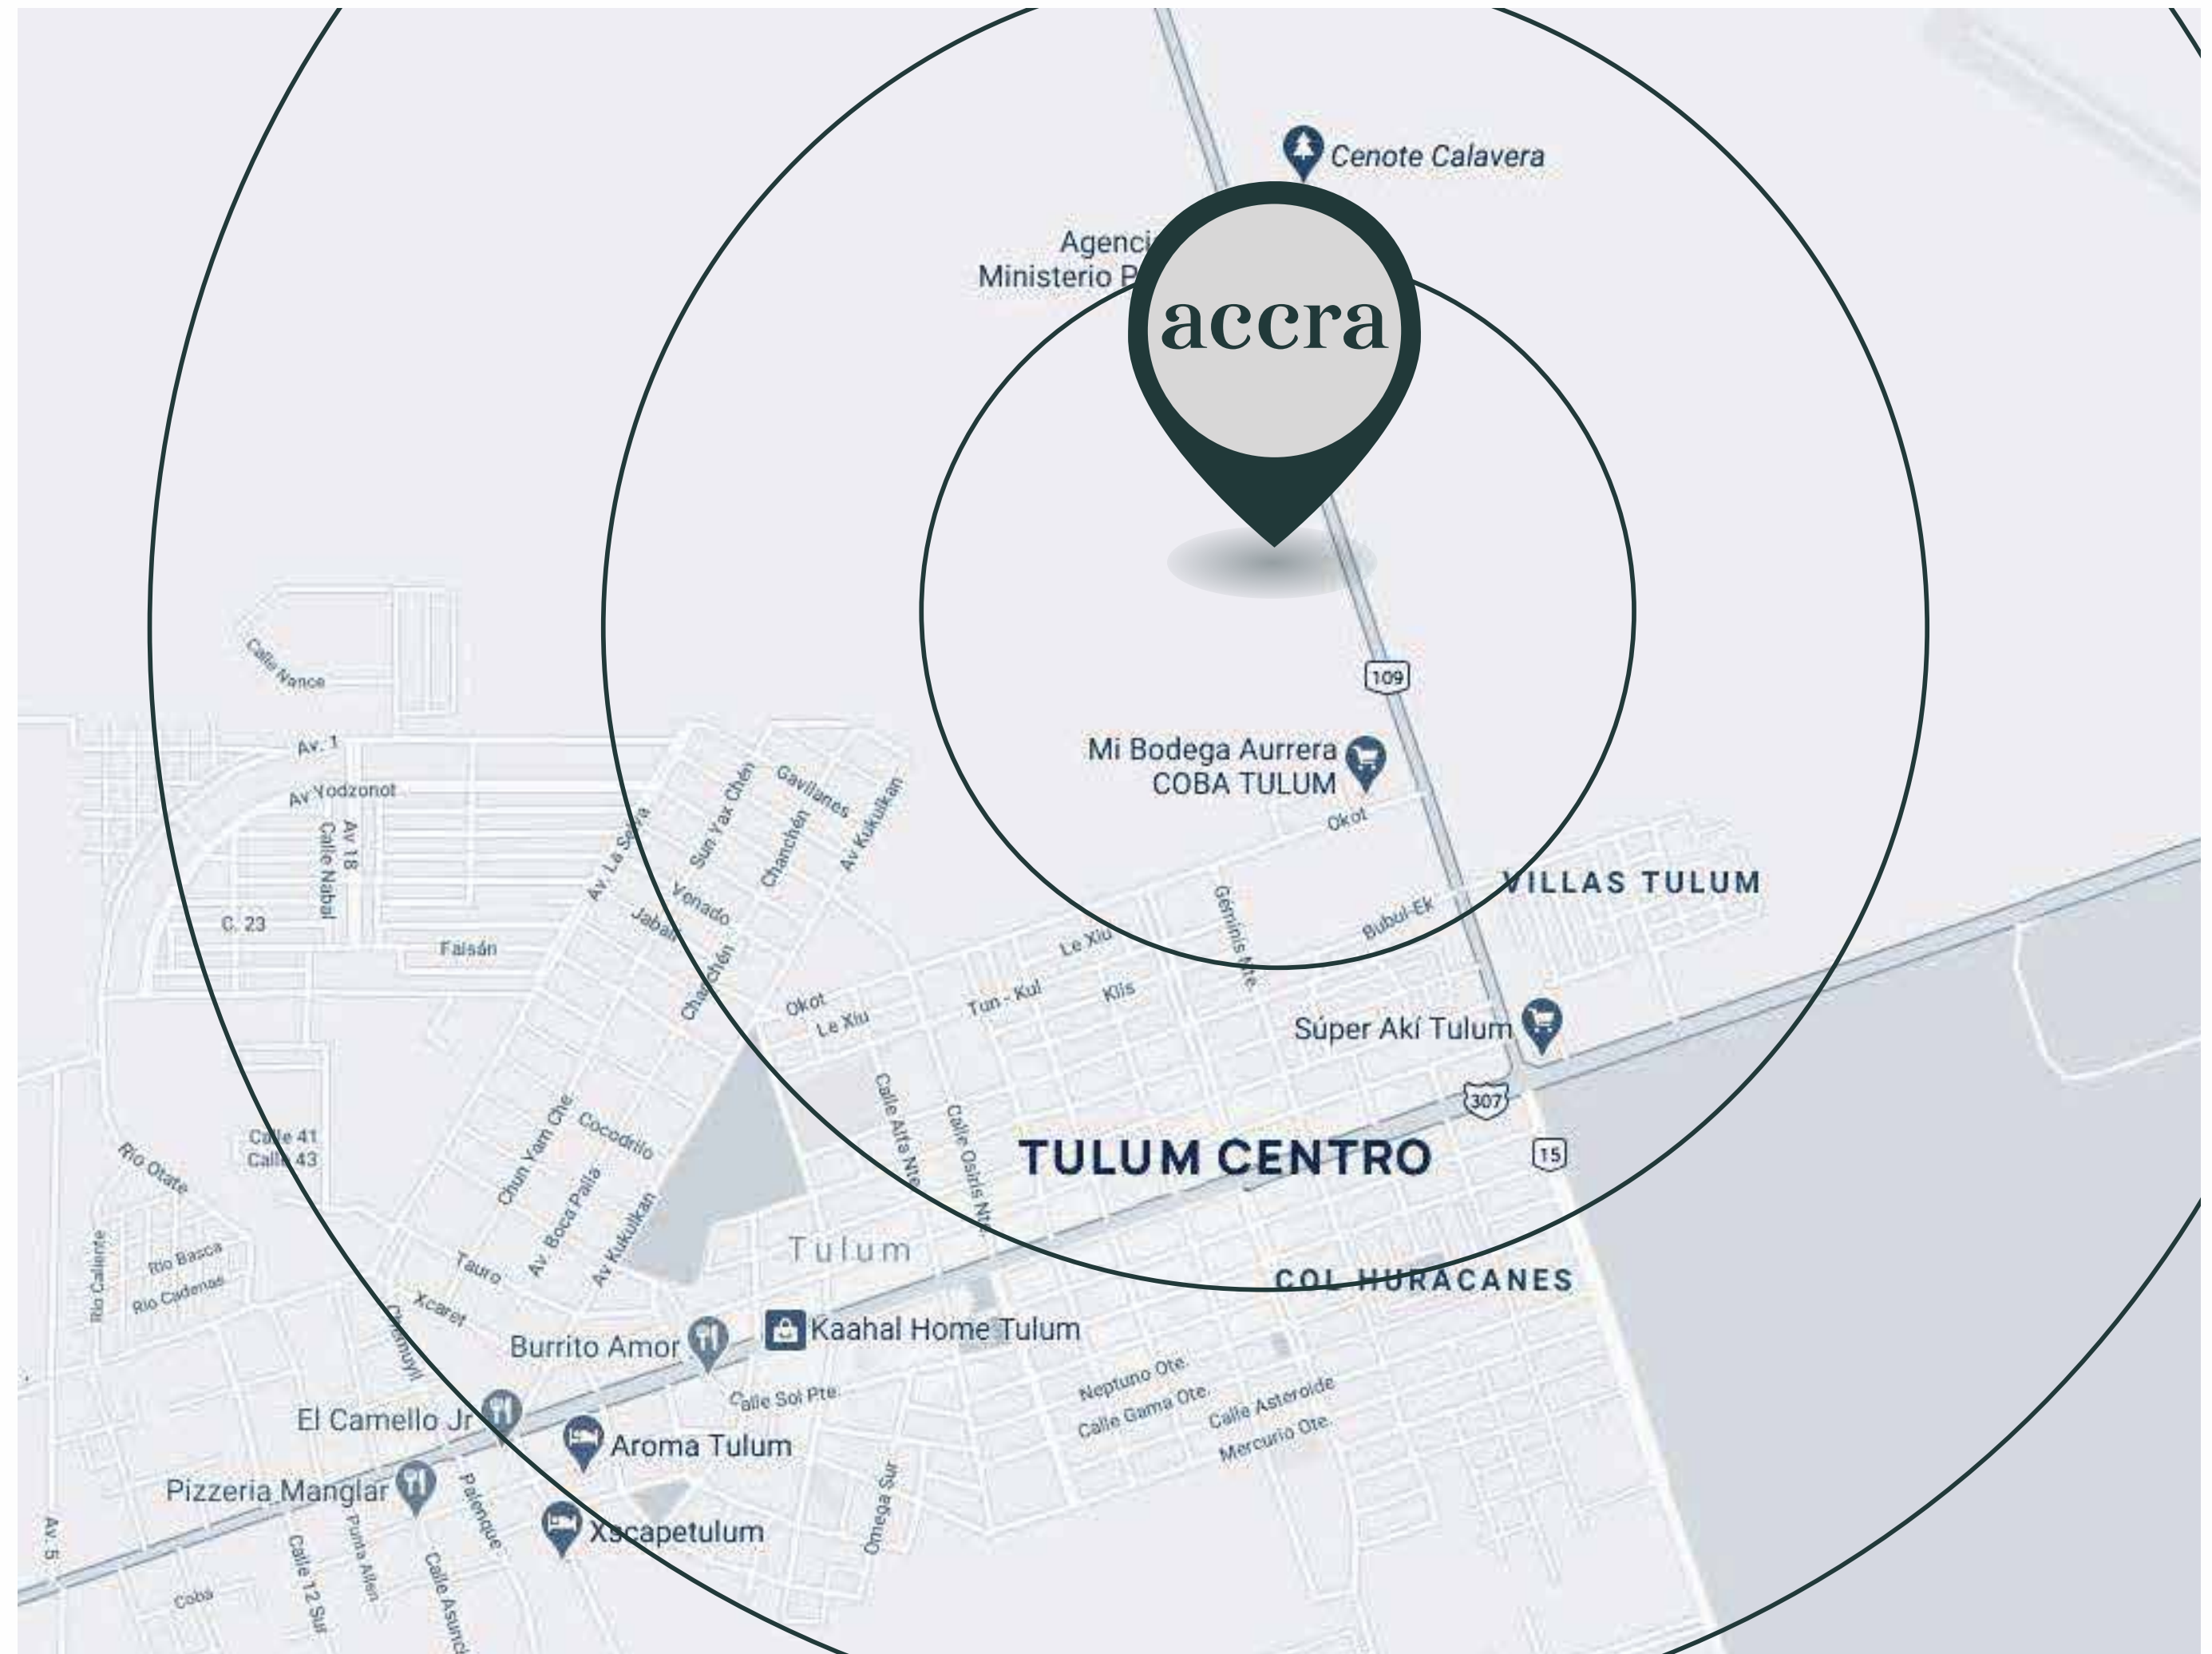 Cenote Calavera
Agenci
Ministerio P
accra
109
Calle Nance
Av. 1
Av Yodzonot
Av 18
Calle Nabal
C. 23
Faisán
Av. La Selva
Sun Yax Chén
Gavilanes
Chanchén
Av Kukulkan
Venado
Jabalí
Chanchén
Mi Bodega Aurrera
COBA TULUM
Okot
VILLAS TULUM
Géminis Nte.
Bubul-Ek
Le Xiu
Tun - Kul
Klis
Okot
Le Xiu
Súper Akí Tulum
307
15
TULUM CENTRO
Calle Alfa Nte.
Calle Osiris Nte.
Calle 41
Calle 43
Río Otate
Río Caliente
Río Basca
Río Cadenas
Chun Yam Che
Cocodrilo
Av. Boca Paila
Av Kukulkan
Tauro
Xcaret
Chemuyil
Tulum
COL HURACANES
Kaahal Home Tulum
Burrito Amor
Calle Sol Pte.
Neptuno Ote.
Calle Gama Ote.
Calle Asteroide
Mercurio Ote.
El Camello Jr
Aroma Tulum
Pizzeria Manglar
Xscapetulum
Palenque
Omega Sur
Av. 5
Punta Allen
Calle 12 Sur
Calle Asunci
Coba